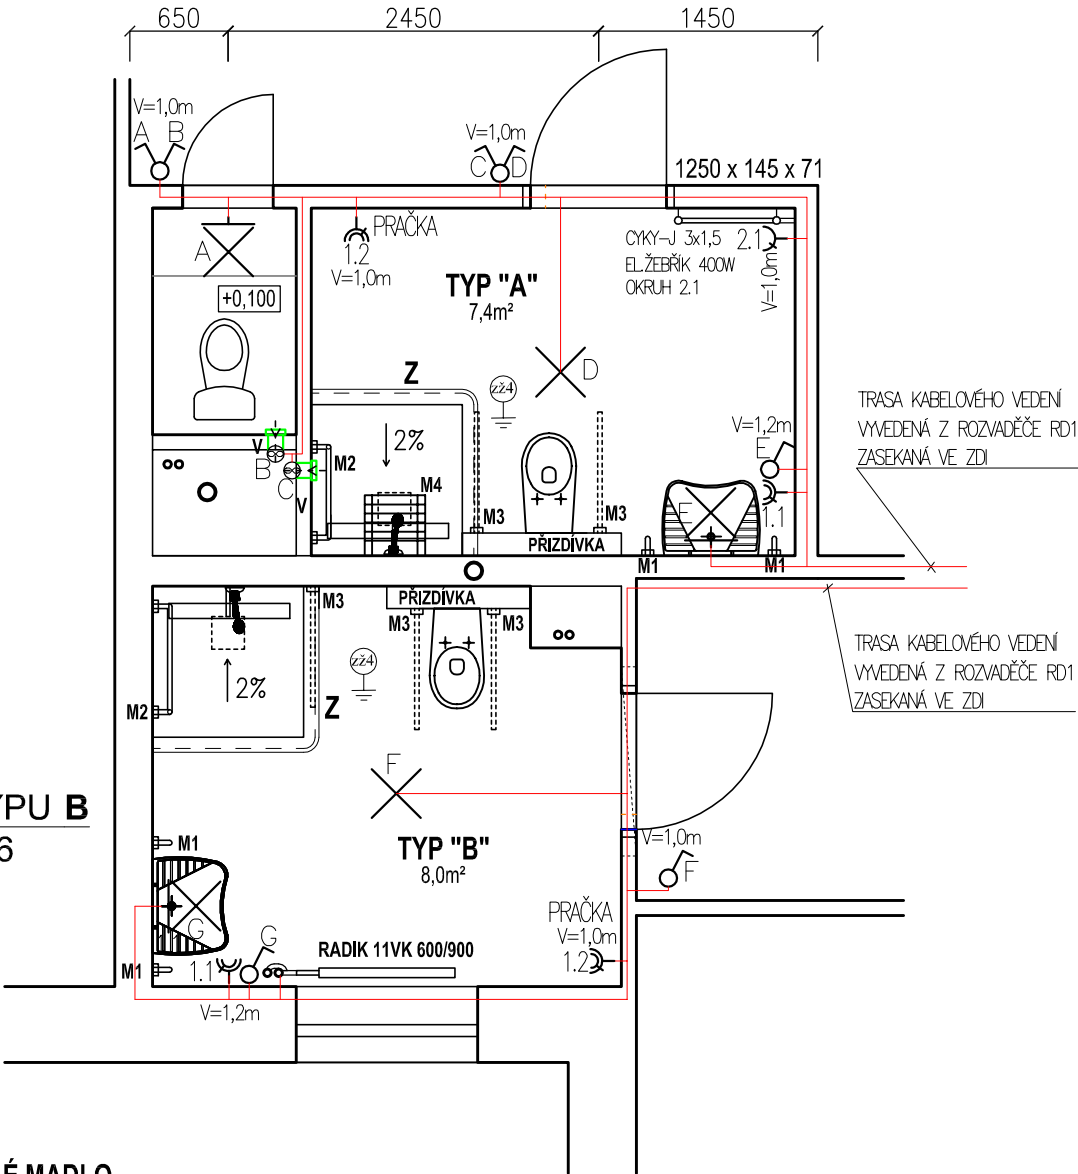 650
2450
1450
V=1,0m
A B
V=1,0m
C D
1250 x 145 x 71
A
PRAČKA
1.2
V=1,0m
CYKY-J 3x1,5
EL.ŽEBŘÍK 400W
OKRUH 2.1
2.1
V=1,0m
TYP "A"
7,4m²
+0,100
Z
D
zž4
TRASA KABELOVÉHO VEDENÍ
VYVEDENÁ Z ROZVADĚČE RD1
ZASEKANÁ VE ZDI
V=1,2m
E
2%
V
B
C
V
M2
M4
M3
M3
E
1.1
PŘIZDÍVKA
M1
M1
M3
PŘIZDÍVKA
M3
M3
zž4
2%
Z
M2
TRASA KABELOVÉHO VEDENÍ
VYVEDENÁ Z ROZVADĚČE RD1
ZASEKANÁ VE ZDI
F
YPU B
6
M1
TYP "B"
8,0m²
V=1,0m
F
PRAČKA
V=1,0m
1.2
G
G
RADIK 11VK 600/900
M1
1.1
V=1,2m
É MADLO